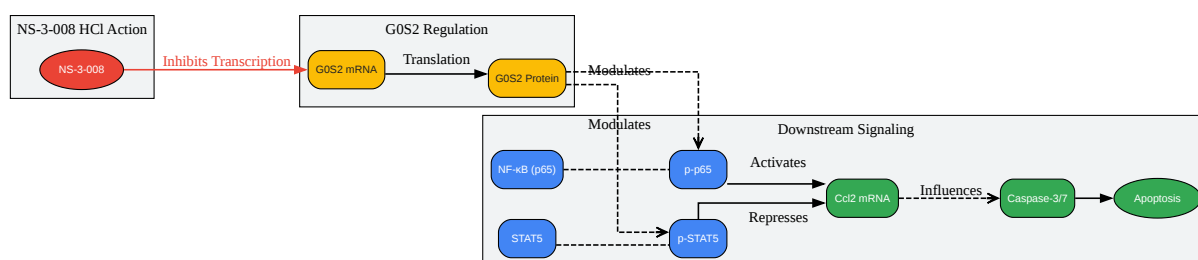 NS-3-008 HCl Action
NS-3-008
Inhibits Transcription
G0S2 Regulation
G0S2 mRNA
Translation
G0S2 Protein
Modulates
Modulates
Downstream Signaling
NF-κB (p65)
p-p65
Activates
STAT5
p-STAT5
Represses
Ccl2 mRNA
Influences
Caspase-3/7
Apoptosis